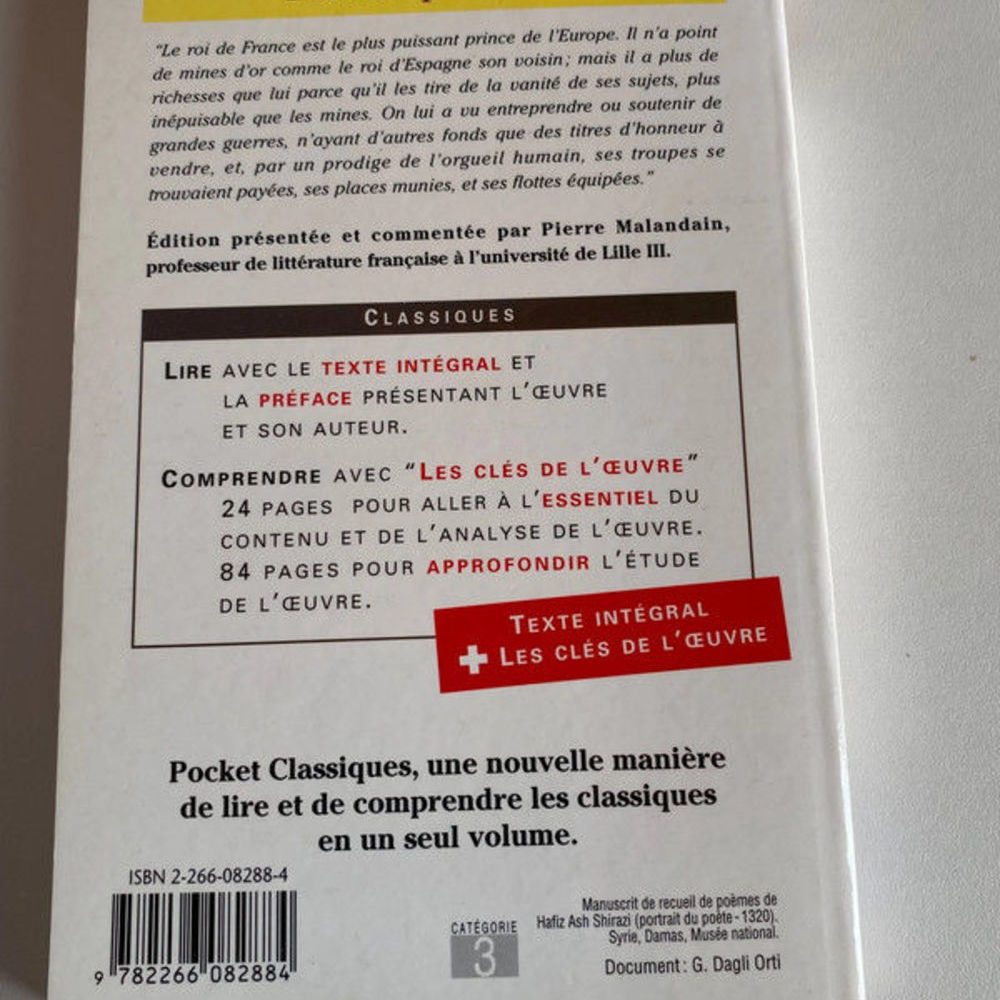 "Le roi de France est le plus puissant prince de l'Europe. Il n'a point
de mines d'or comme le roi d'Espagne son voisin; mais il a plus de
richesses que lui parce qu'il les tire de la vanité de ses sujets, plus
inépuisable que les mines. On lui a vu entreprendre ou soutenir de
grandes guerres, n'ayant d'autres fonds que des titres d'honneur à
vendre, et, par un prodige de l'orgueil humain, ses troupes se
trouvaient payées, ses places munies, et ses flottes équipées."
Édition présentée et commentée par Pierre Malandain,
professeur de littérature française à l'université de Lille III.
CLASSIQUES
LIRE AVEC LE TEXTE INTÉGRAL ET
LA PRÉFACE PRÉSENTANT L'ŒUVRE
ET SON AUTEUR.
COMPRENDRE AVEC "LES CLÉS DE L'ŒUVRE"
24 PAGES POUR ALLER À L'ESSENTIEL DU
CONTENU ET DE L'ANALYSE DE L'ŒUVRE.
84 PAGES POUR APPROFONDIR L'ÉTUDE
DE L'ŒUVRE.
TEXTE INTÉGRAL
+ LES CLÉS DE L'ŒUVRE
Pocket Classiques, une nouvelle manière
de lire et de comprendre les classiques
en un seul volume.
ISBN 2-266-08288-4
9 782266 082884
CATÉGORIE
3
Manuscrit de recueil de poèmes de
Hafiz Ash Shirazi (portrait du poète - 1320).
Syrie, Damas, Musée national.
Document : G. Dagli Orti